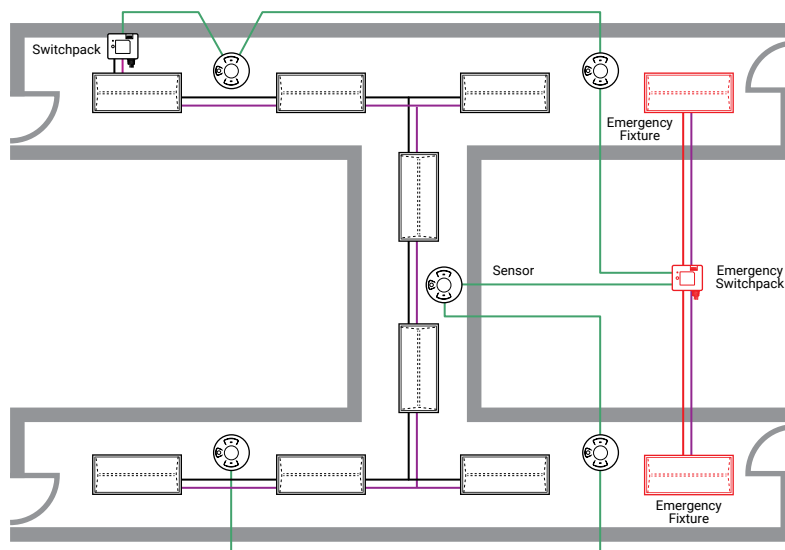 Switchpack
Emergency
Fixture
Sensor
Emergency
Switchpack
Emergency
Fixture